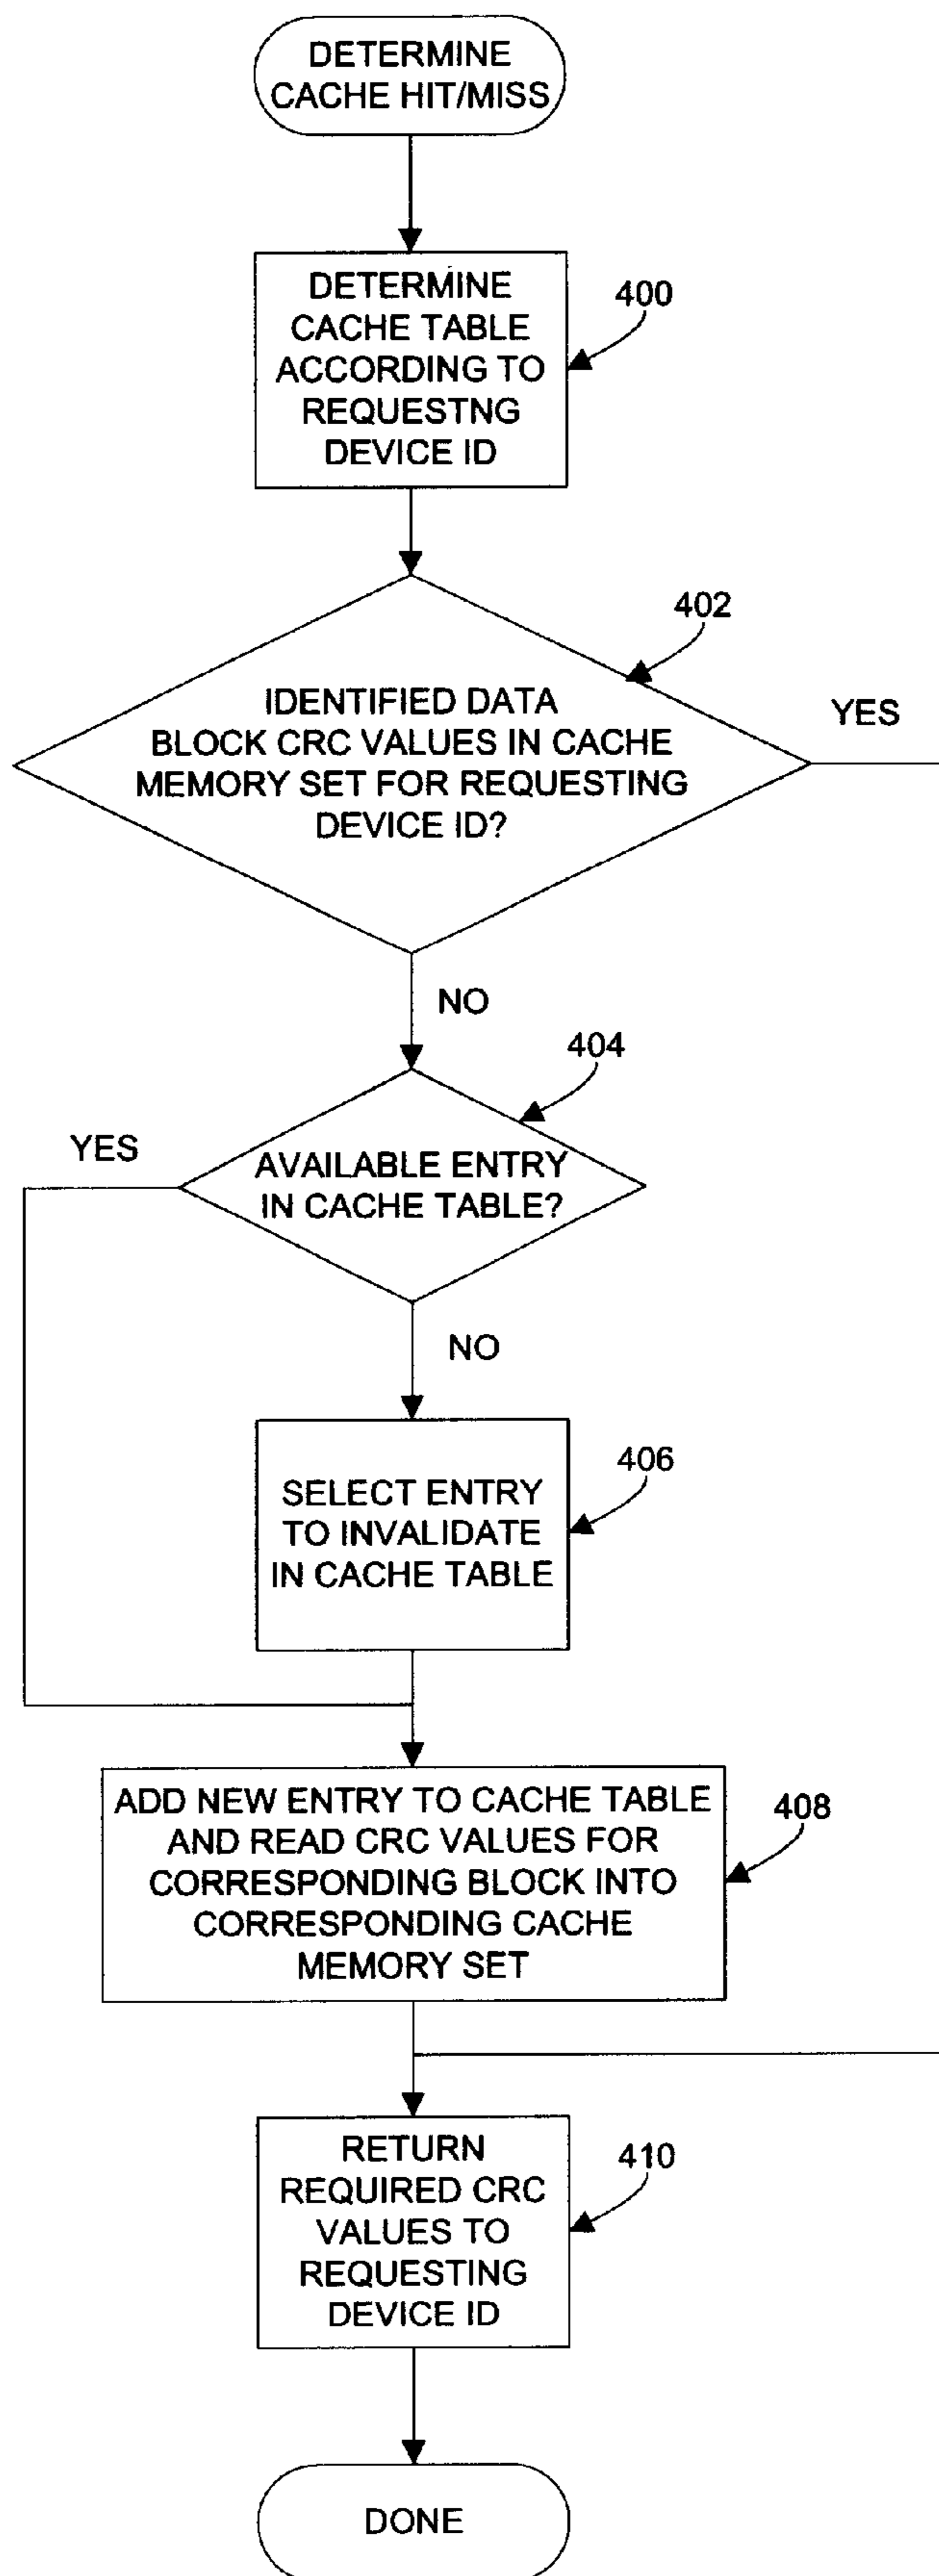 DETERMINE
CACHE HIT/MISS
DETERMINE
CACHE TABLE
ACCORDING TO
REQUESTNG
DEVICE ID
400
402
IDENTIFIED DATA
BLOCK CRC VALUES IN CACHE
MEMORY SET FOR REQUESTING
DEVICE ID?
YES
NO
404
YES
AVAILABLE ENTRY
IN CACHE TABLE?
NO
406
SELECT ENTRY
TO INVALIDATE
IN CACHE TABLE
ADD NEW ENTRY TO CACHE TABLE
AND READ CRC VALUES FOR
CORRESPONDING BLOCK INTO
CORRESPONDING CACHE
MEMORY SET
408
RETURN
REQUIRED CRC
VALUES TO
REQUESTING
DEVICE ID
410
DONE